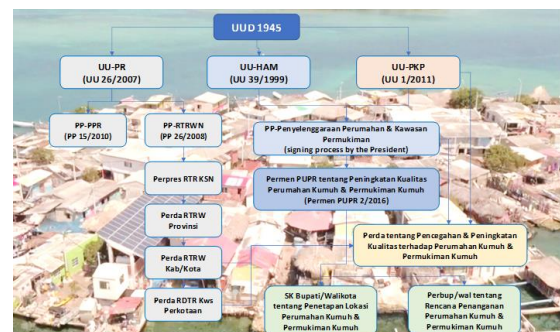 UUD 1945
UU-PR
(UU 26/2007)
UU-HAM
(UU 39/1999)
UU-PKP
(UU 1/2011)
PP-PPR
(PP 15/2010)
PP-RTRWN
(PP 26/2008)
PP-Penyelenggaraan Perumahan & Kawasan
Permukiman
(signing process by the President)
Perpres RTR KSN
Permen PUPR tentang Peningkatan Kualitas
Perumahan Kumuh & Permukiman Kumuh
(Permen PUPR 2/2016)
Perda RTRW
Provinsi
Perda tentang Pencegahan & Peningkatan
Kualitas terhadap Perumahan Kumuh &
Permukiman Kumuh
Perda RTRW
Kab/Kota
Perda RDTR Kws
Perkotaan
SK Bupati/Walikota
tentang Penetapan Lokasi
Perumahan Kumuh &
Permukiman Kumuh
Perbup/wal tentang
Rencana Penanganan
Perumahan Kumuh &
Permukiman Kumuh